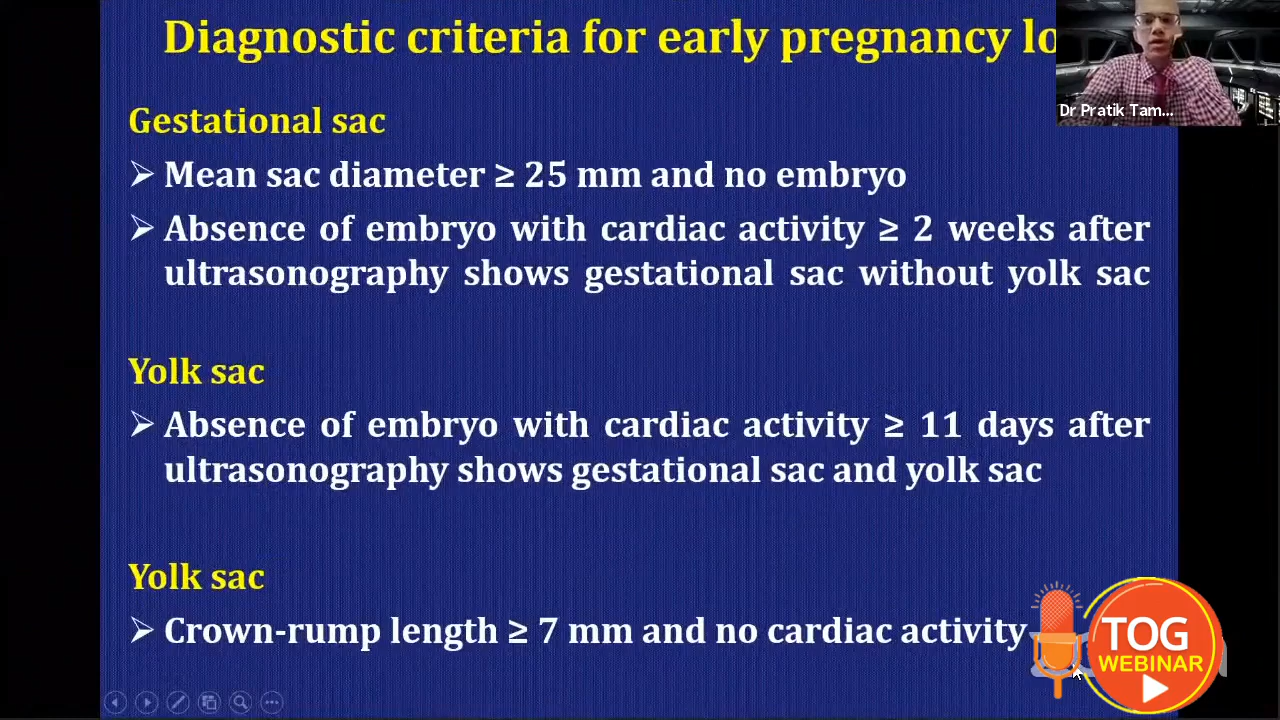 Diagnostic criteria for early pregnancy lo
Dr Pratik Tam...
Gestational sac
➢ Mean sac diameter ≥ 25 mm and no embryo
➢ Absence of embryo with cardiac activity ≥ 2 weeks after
ultrasonography shows gestational sac without yolk sac
Yolk sac
➢ Absence of embryo with cardiac activity ≥ 11 days after
ultrasonography shows gestational sac and yolk sac
Yolk sac
➢ Crown-rump length ≥ 7 mm and no cardiac activity
TOG
WEBINAR